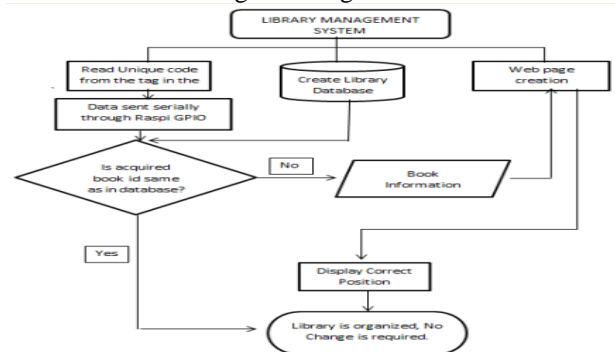 LIBRARY MANAGEMENT
SYSTEM
Read Unique code
from the tag in the
Create Library
Database
Web page
creation
Data sent serially
through Raspi GPIO
Is acquired
book id same
as in database?
No
Book
Information
Yes
Display Correct
Position
Library is organized, No
Change is required.